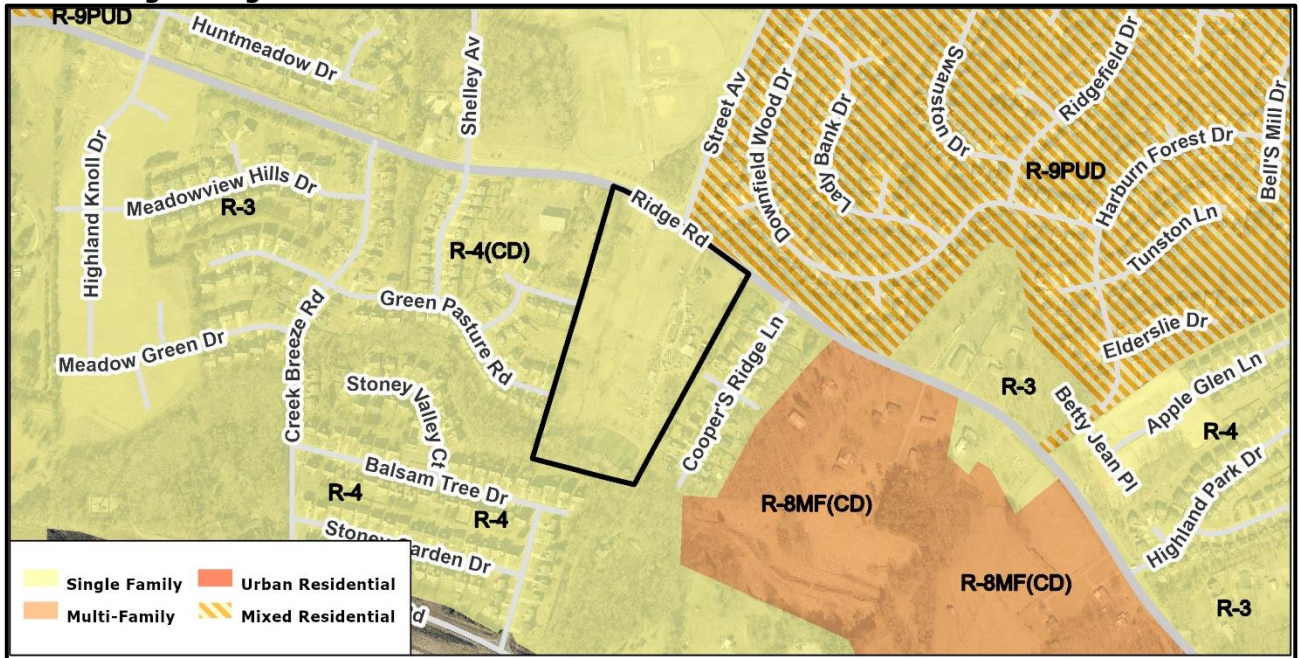 R-9PUD
Huntmeadow Dr
Shelley Av
Street Av
Downfield Wood Dr
Lady Bank Dr
Swanston Dr
Ridgefield Dr
Harburn Forest Dr
Bell'S Mill Dr
R-9PUD
Highland Knoll Dr
Meadowview Hills Dr
R-3
R-4(CD)
Ridge Rd
Tunston Ln
Green Pasture Rd
Creek Breeze Rd
Meadow Green Dr
Cooper'S Ridge Ln
Elderslie Dr
Apple Glen Ln
R-3
Betty Jean Pl
R-4
Stoney Valley Ct
Balsam Tree Dr
R-4
R-4
R-8MF(CD)
Highland Park Dr
Stoney Garden Dr
R-8MF(CD)
R-3
Single Family
Urban Residential
Multi-Family
Mixed Residential